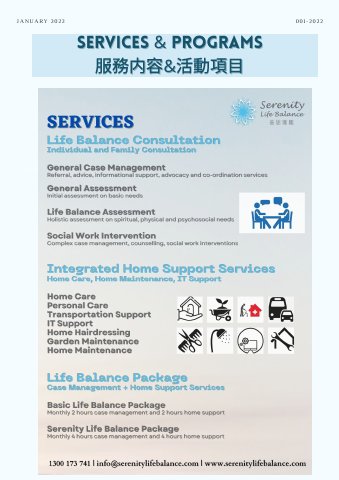 JANUARY 2022
001-2022
SERVICES & PROGRAMS
服務内容&活動項目
Serenity
Life Balance
SERVICES
Life Balance Consultation
Individual and Family Consultation
General Case Management
Referral, advice, informational support, advocacy and co-ordination services
General Assessment
Initial assessment on basic needs
Life Balance Assessment
Holistic assessment on spiritual, physical and psychosocial needs
Social Work Intervention
Complex case management, counselling, social work interventions
Integrated Home Support Services
Home Care, Home Maintenance, IT Support
Home Care
Personal Care
Transportation Support
IT Support
Home Hairdressing
Garden Maintenance
Home Maintenance
Life Balance Package
Case Management + Home Support Services
Basic Life Balance Package
Monthly 2 hours case management and 2 hours home support
Serenity Life Balance Package
Monthly 4 hours case management and 4 hours home support
1300 173 741 | info@serenitylifebalance.com | www.serenitylifebalance.com